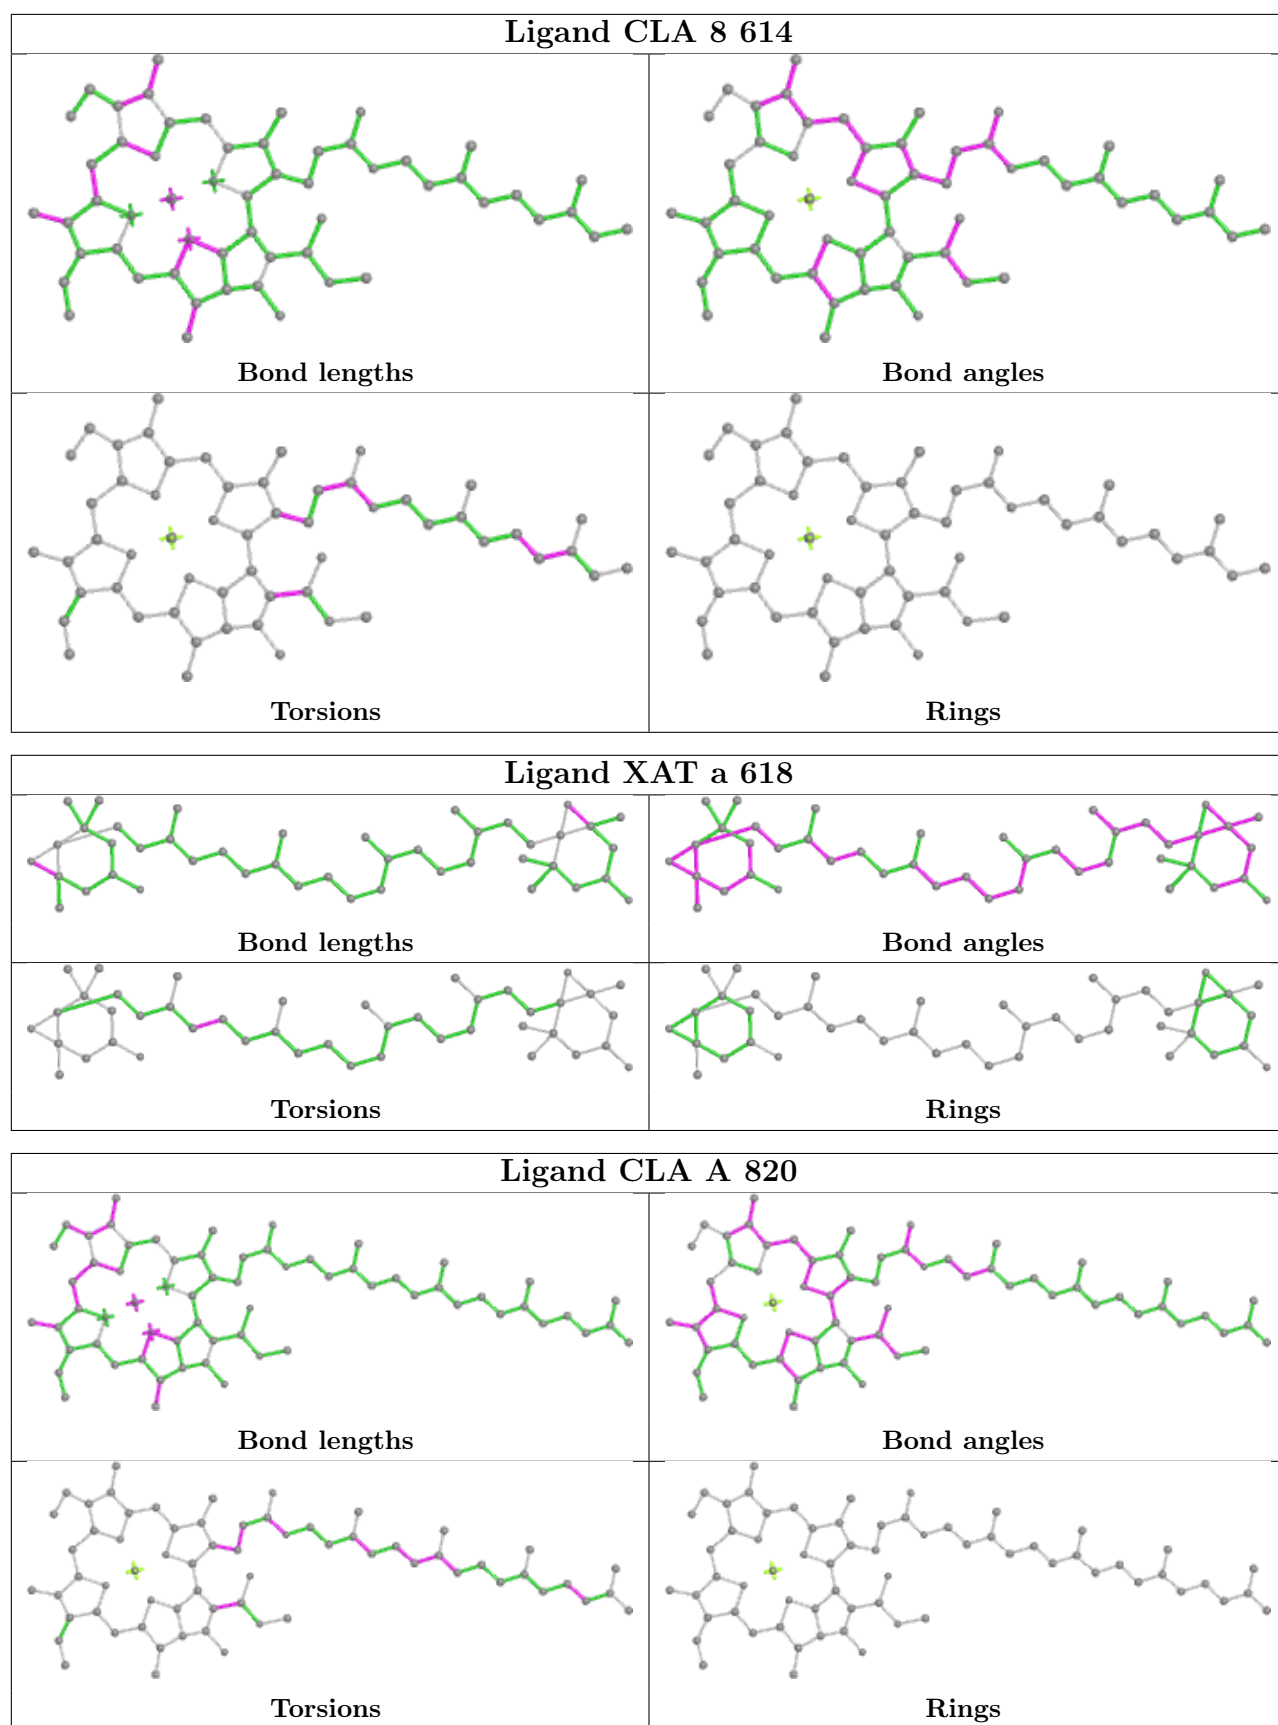 Ligand CLA 8 614
Bond lengths
Bond angles
Torsions
Rings
Ligand XAT a 618
Bond lengths
Bond angles
Torsions
Rings
Ligand CLA A 820
Bond lengths
Bond angles
Torsions
Rings